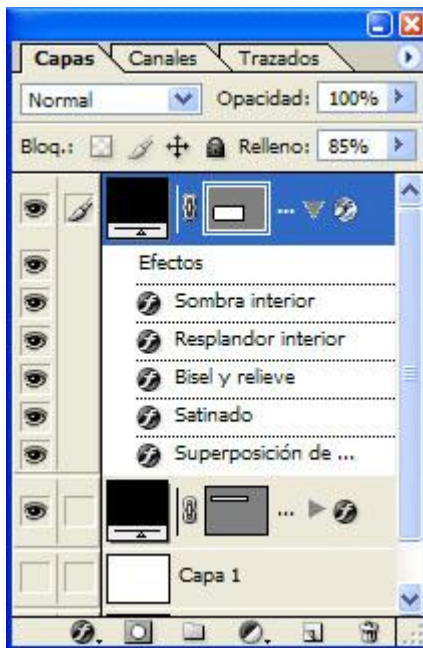 Capas Canales Trazados
Normal Opacidad: 100%
Bloq.: Relleno: 85%
...
Efectos
Sombra interior
Resplandor interior
Bisel y relieve
Satinado
Superposición de ...
...
Capa 1